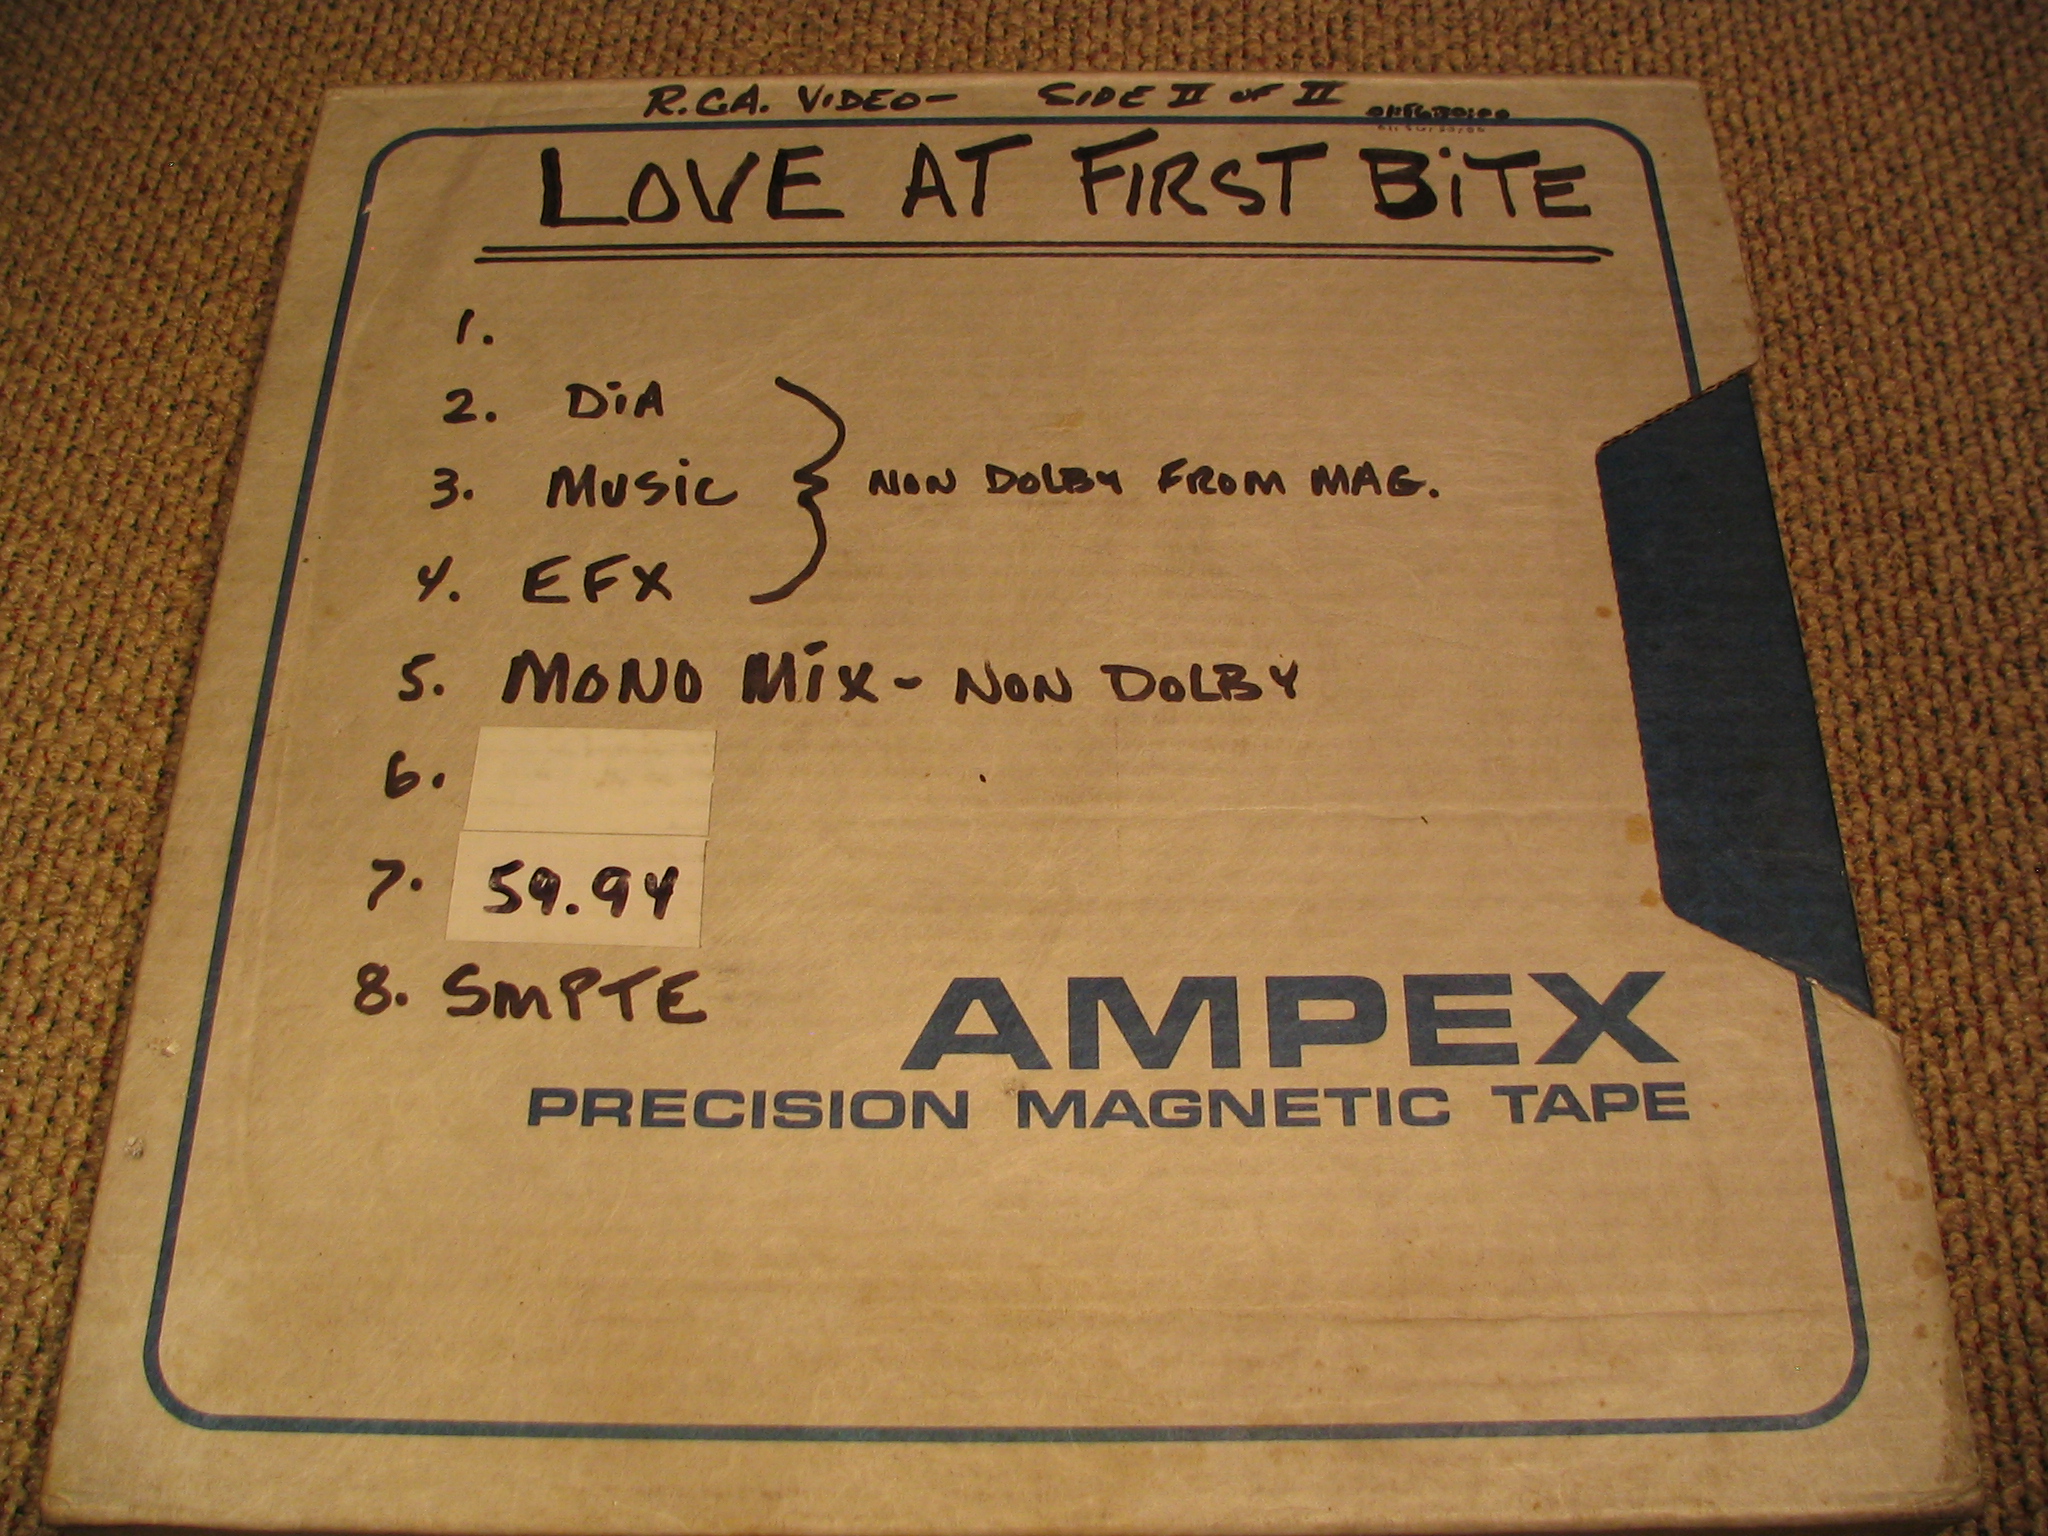 R.C.A. VIDEO- SIDE II OF II
LOVE AT FIRST BiTE
1.
2. DiA
3. MUSiC
NON DOLBY FROM MAG.
4. EFX
5. MONO MiX - NON DOLBY
6.
7. 59.94
8. SMPTE
AMPEX
PRECISION MAGNETIC TAPE